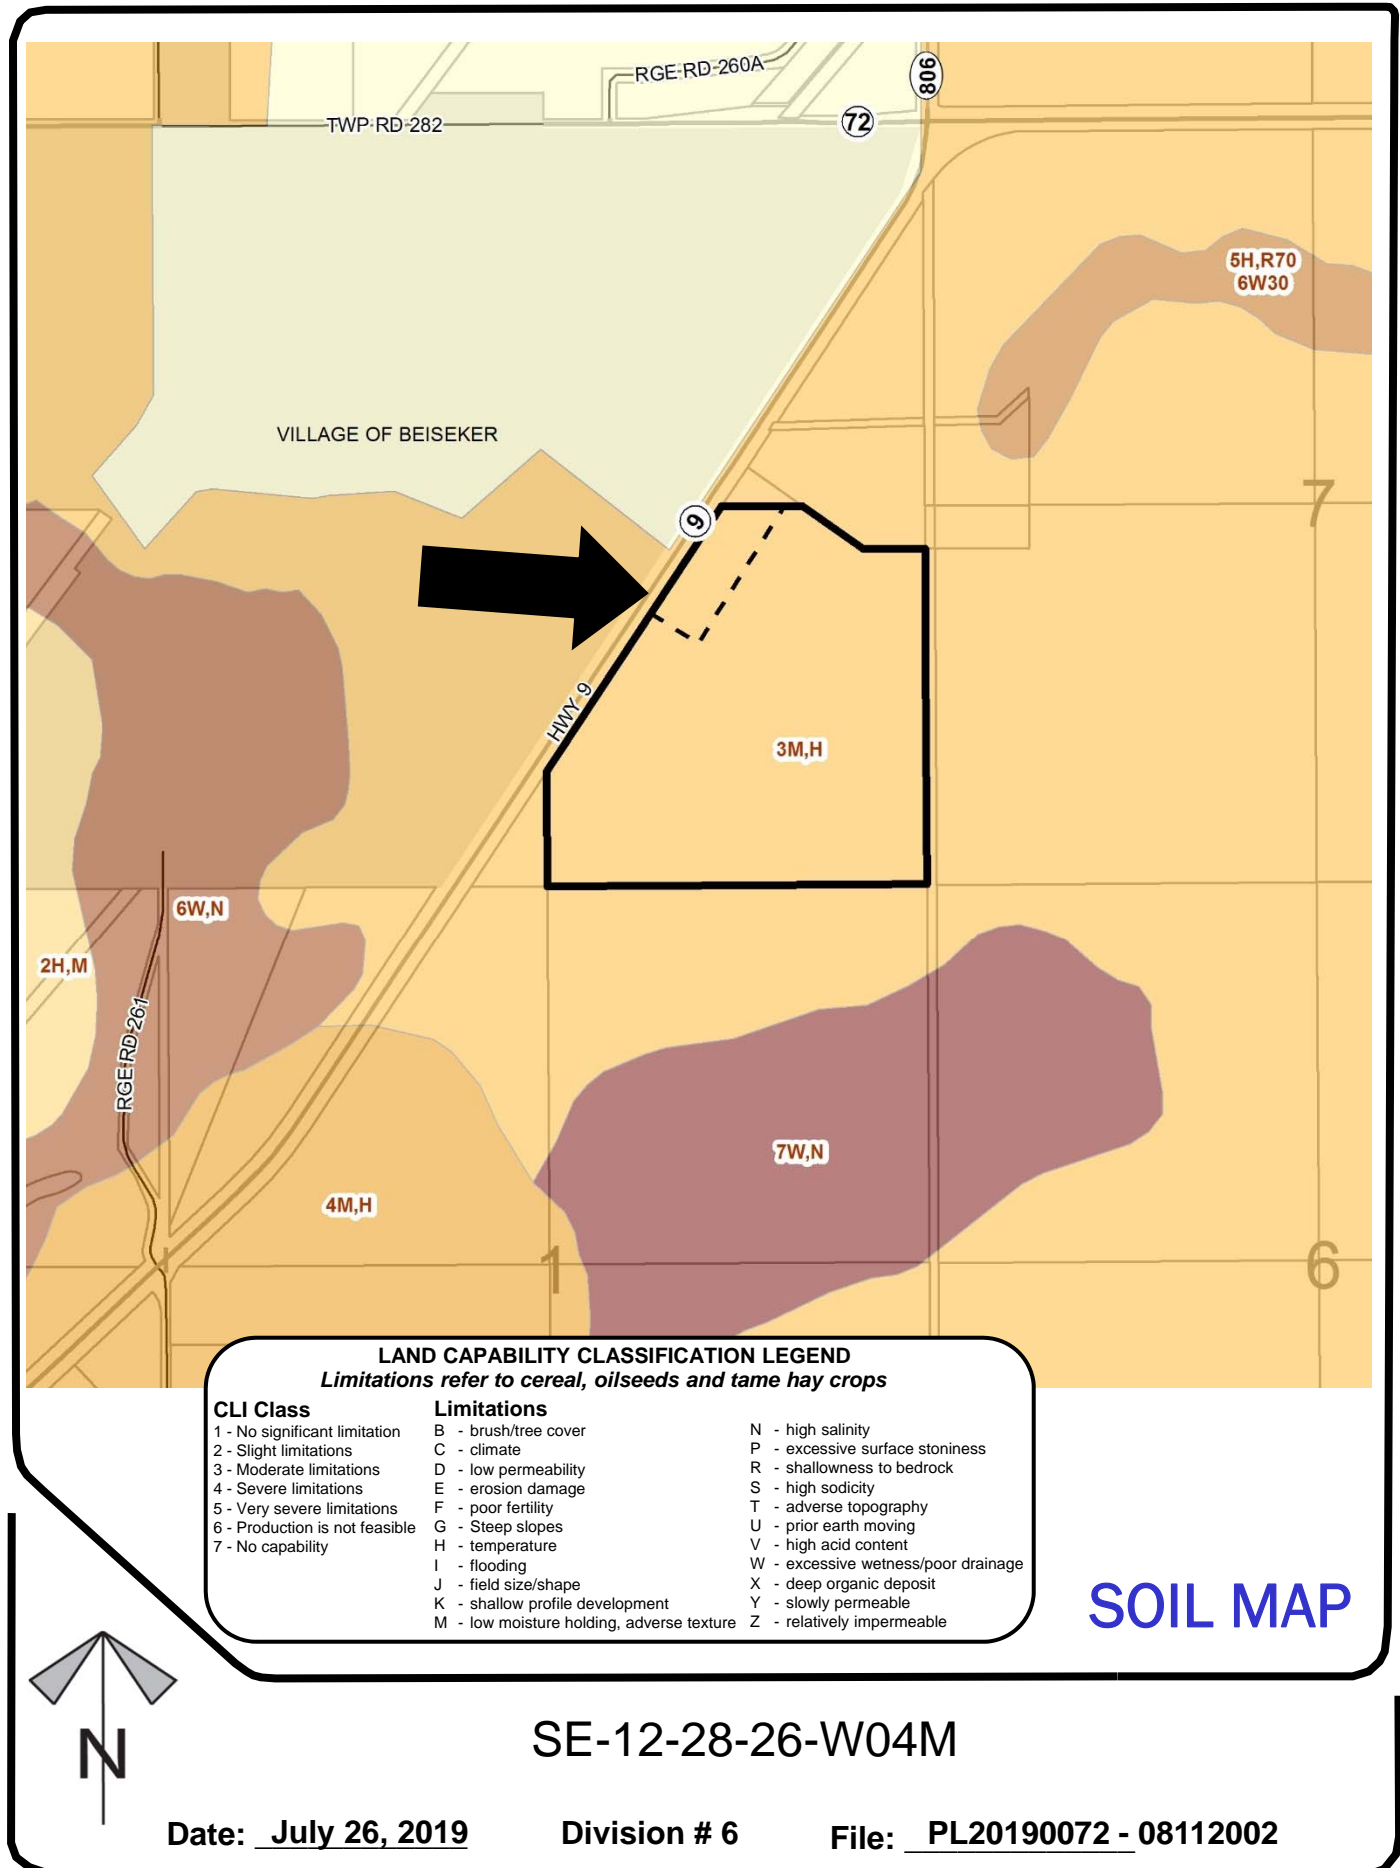 RGE RD 260A
806
TWP RD 282
72
5H,R70
6W30
VILLAGE OF BEISEKER
7
9
HWY 9
3M,H
6W,N
2H,M
RGE RD 261
7W,N
4M,H
1
6
LAND CAPABILITY CLASSIFICATION LEGEND
Limitations refer to cereal, oilseeds and tame hay crops
CLI Class
1 - No significant limitation
2 - Slight limitations
3 - Moderate limitations
4 - Severe limitations
5 - Very severe limitations
6 - Production is not feasible
7 - No capability
Limitations
B - brush/tree cover
C - climate
D - low permeability
E - erosion damage
F - poor fertility
G - Steep slopes
H - temperature
I - flooding
J - field size/shape
K - shallow profile development
M - low moisture holding, adverse texture
N - high salinity
P - excessive surface stoniness
R - shallowness to bedrock
S - high sodicity
T - adverse topography
U - prior earth moving
V - high acid content
W - excessive wetness/poor drainage
X - deep organic deposit
Y - slowly permeable
Z - relatively impermeable
SOIL MAP
N
SE-12-28-26-W04M
Date: July 26, 2019 Division # 6 File: PL20190072 - 08112002